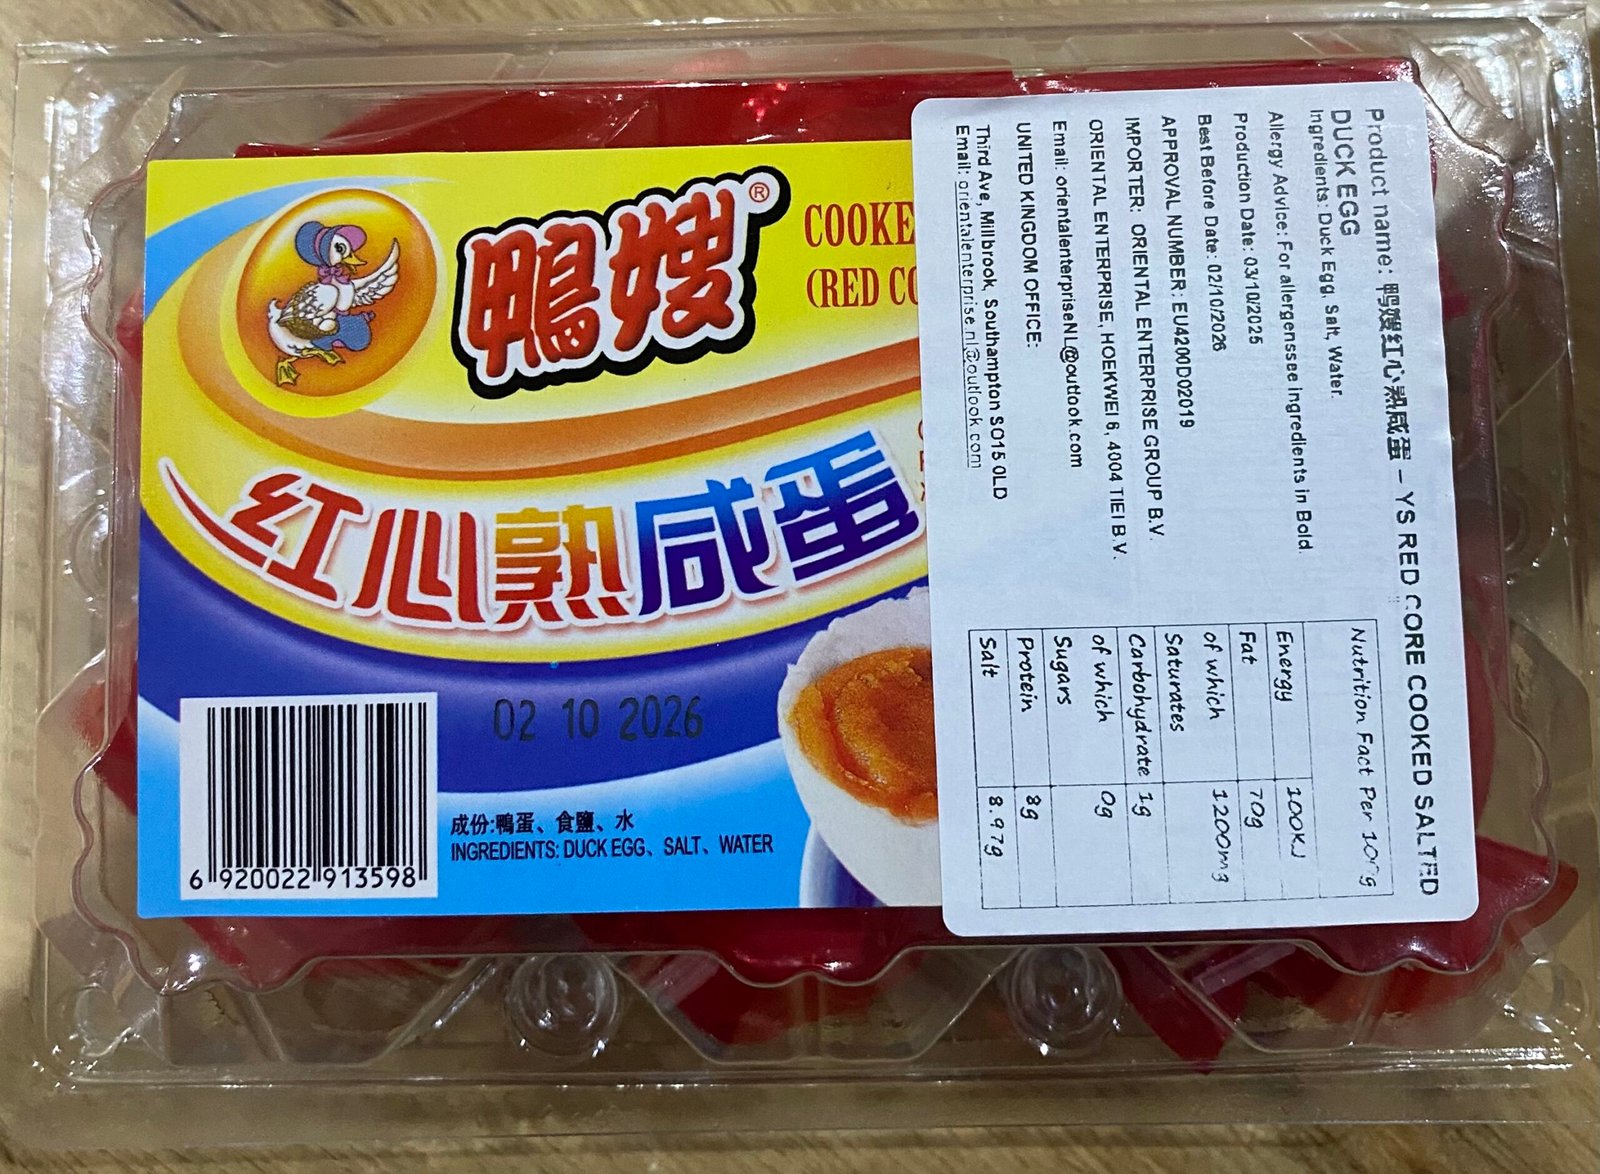 鴨嫂®
COOKE
(RED CO
红心熟咸蛋
02 10 2026
成份:鴨蛋、食鹽、水
INGREDIENTS: DUCK EGG、SALT、WATER
6 920022 913598
Product name: 鸭嫂红心熟咸蛋 – YS RED CORE COOKED SALTED
DUCK EGG
Ingredients: Duck Egg, Salt, Water.
Allergy Advice: For allergenssee ingredients in Bold.
Production Date: 03/10/2025
Best Before Date: 02/10/2026
APPROVAL NUMBER: EU4200D02019
IMPORTER: ORIENTAL ENTERPRISE GROUP B.V.
ORIENTAL ENTERPRISE, HOEKWEI 6, 4004 TIEI B.V.
Email: orientalenterpriseNL@outlook.com
UNITED KINGDOM OFFICE:
Third Ave, Millbrook, Southampton SO15 0LD
Email: orientalenterprise.nl@outlook.com
Nutrition Fact Per 100g
Energy 100KJ
Fat 70g
of which 1200mg
Saturates
Carbohydrate 1g
of which 0g
Sugars
Protein 8g
Salt 8.97g